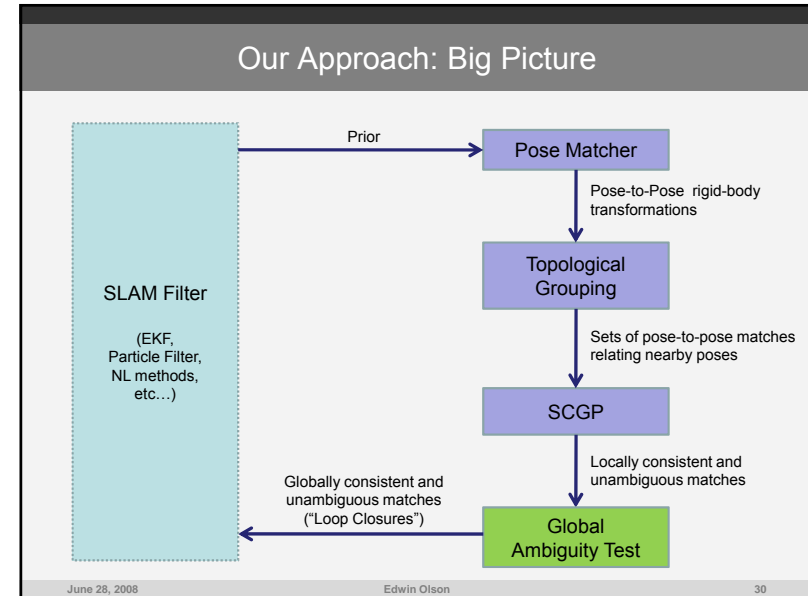 Our Approach: Big Picture
Prior
Pose Matcher
Pose-to-Pose rigid-body
transformations
Topological
Grouping
SLAM Filter
(EKF,
Particle Filter,
NL methods,
etc…)
Sets of pose-to-pose matches
relating nearby poses
SCGP
Locally consistent and
unambiguous matches
Globally consistent and
unambiguous matches
(“Loop Closures”)
Global
Ambiguity Test
June 28, 2008
Edwin Olson
30